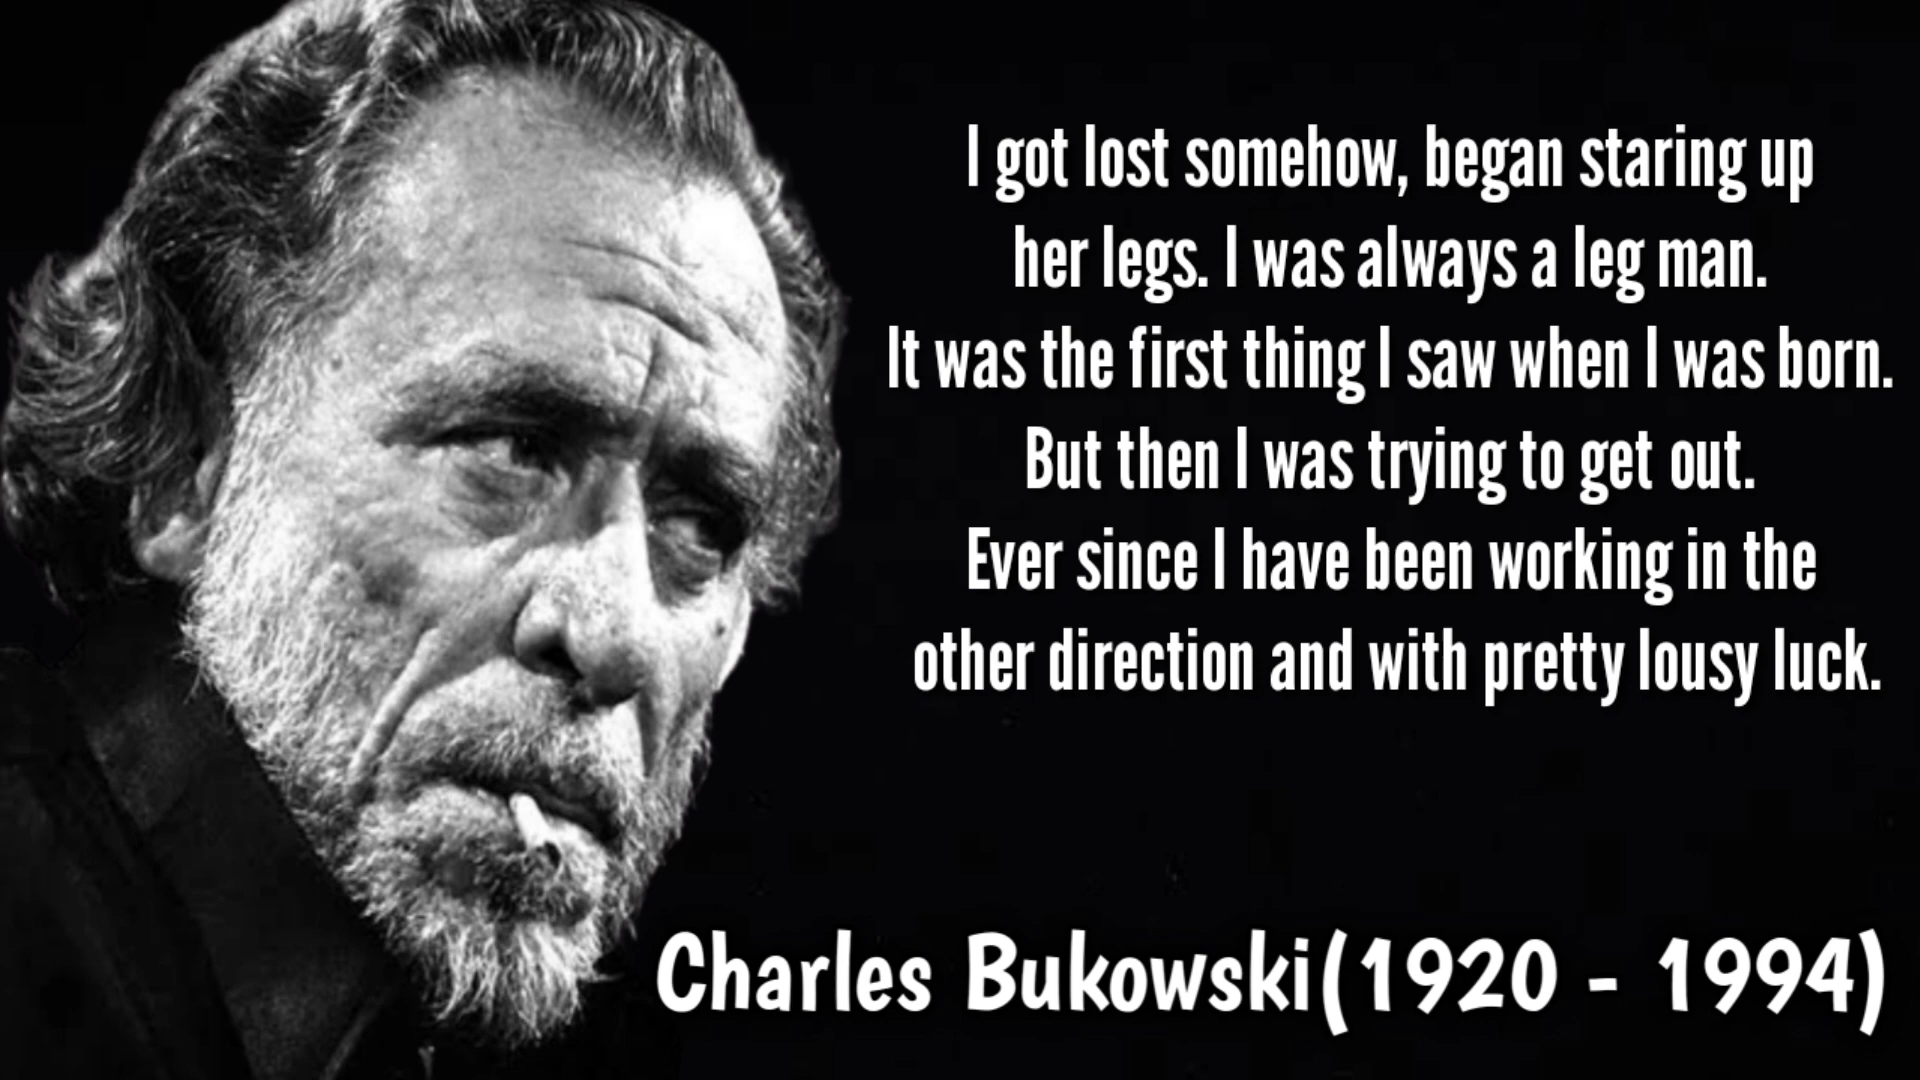 I got lost somehow, began staring up
her legs. I was always a leg man.
It was the first thing I saw when I was born.
But then I was trying to get out.
Ever since I have been working in the
other direction and with pretty lousy luck.
Charles Bukowski(1920 - 1994)